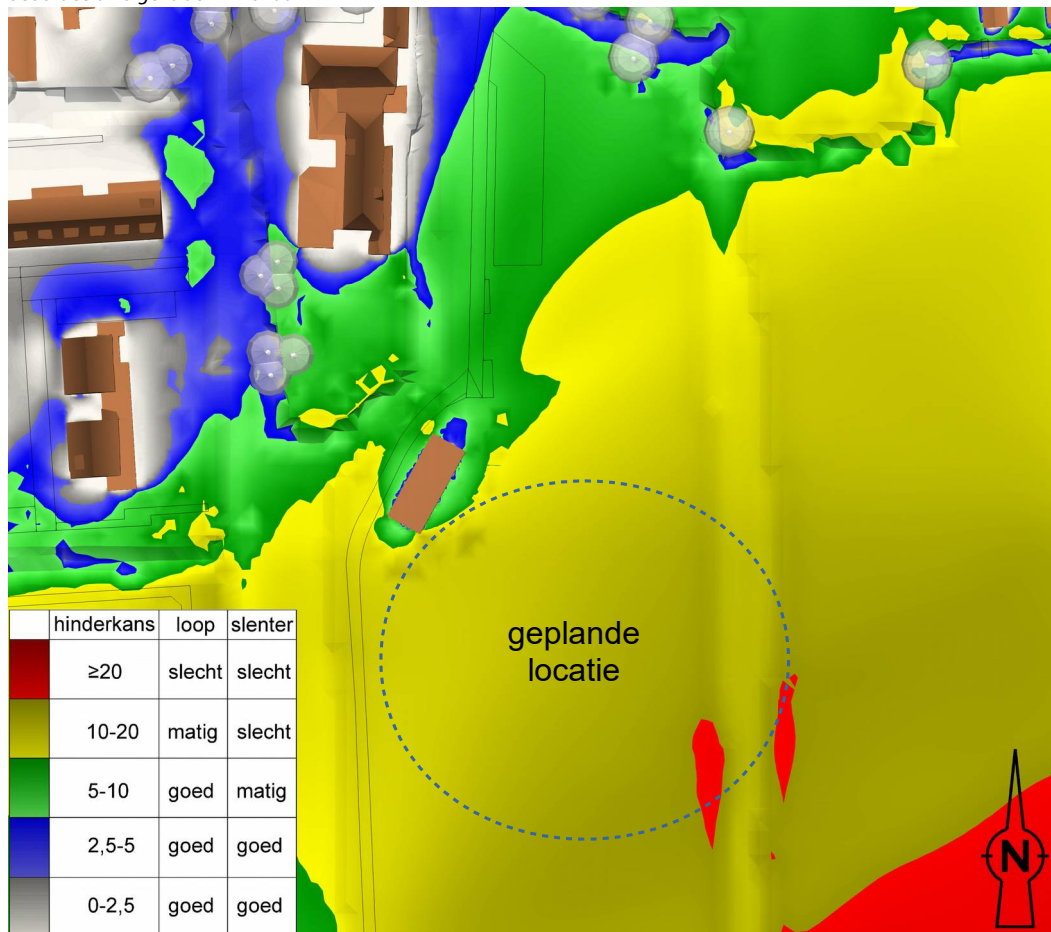 geplande
locatie
hinderkans loop slenter
≥20 slecht slecht
10-20 matig slecht
5-10 goed matig
2,5-5 goed goed
0-2,5 goed goed
N